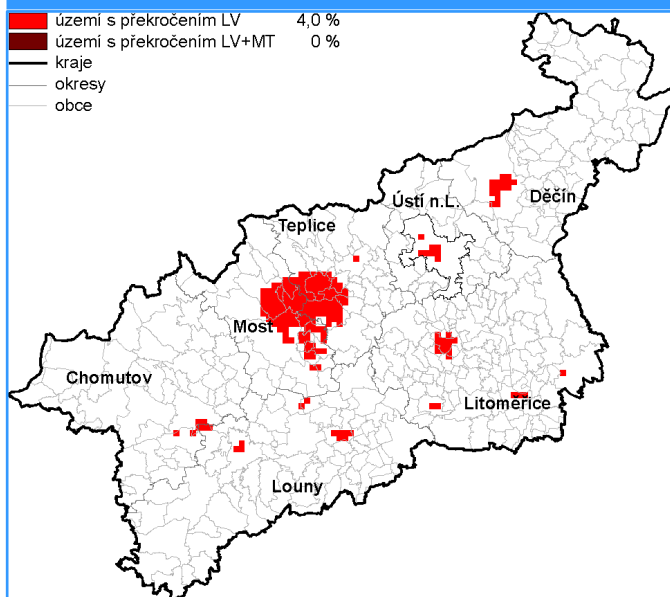 území s překročením LV 4,0 %
území s překročením LV+MT 0 %
kraje
okresy
obce
Ústí n.L.
Děčín
Teplice
Most
Chomutov
Litoměřice
Louny